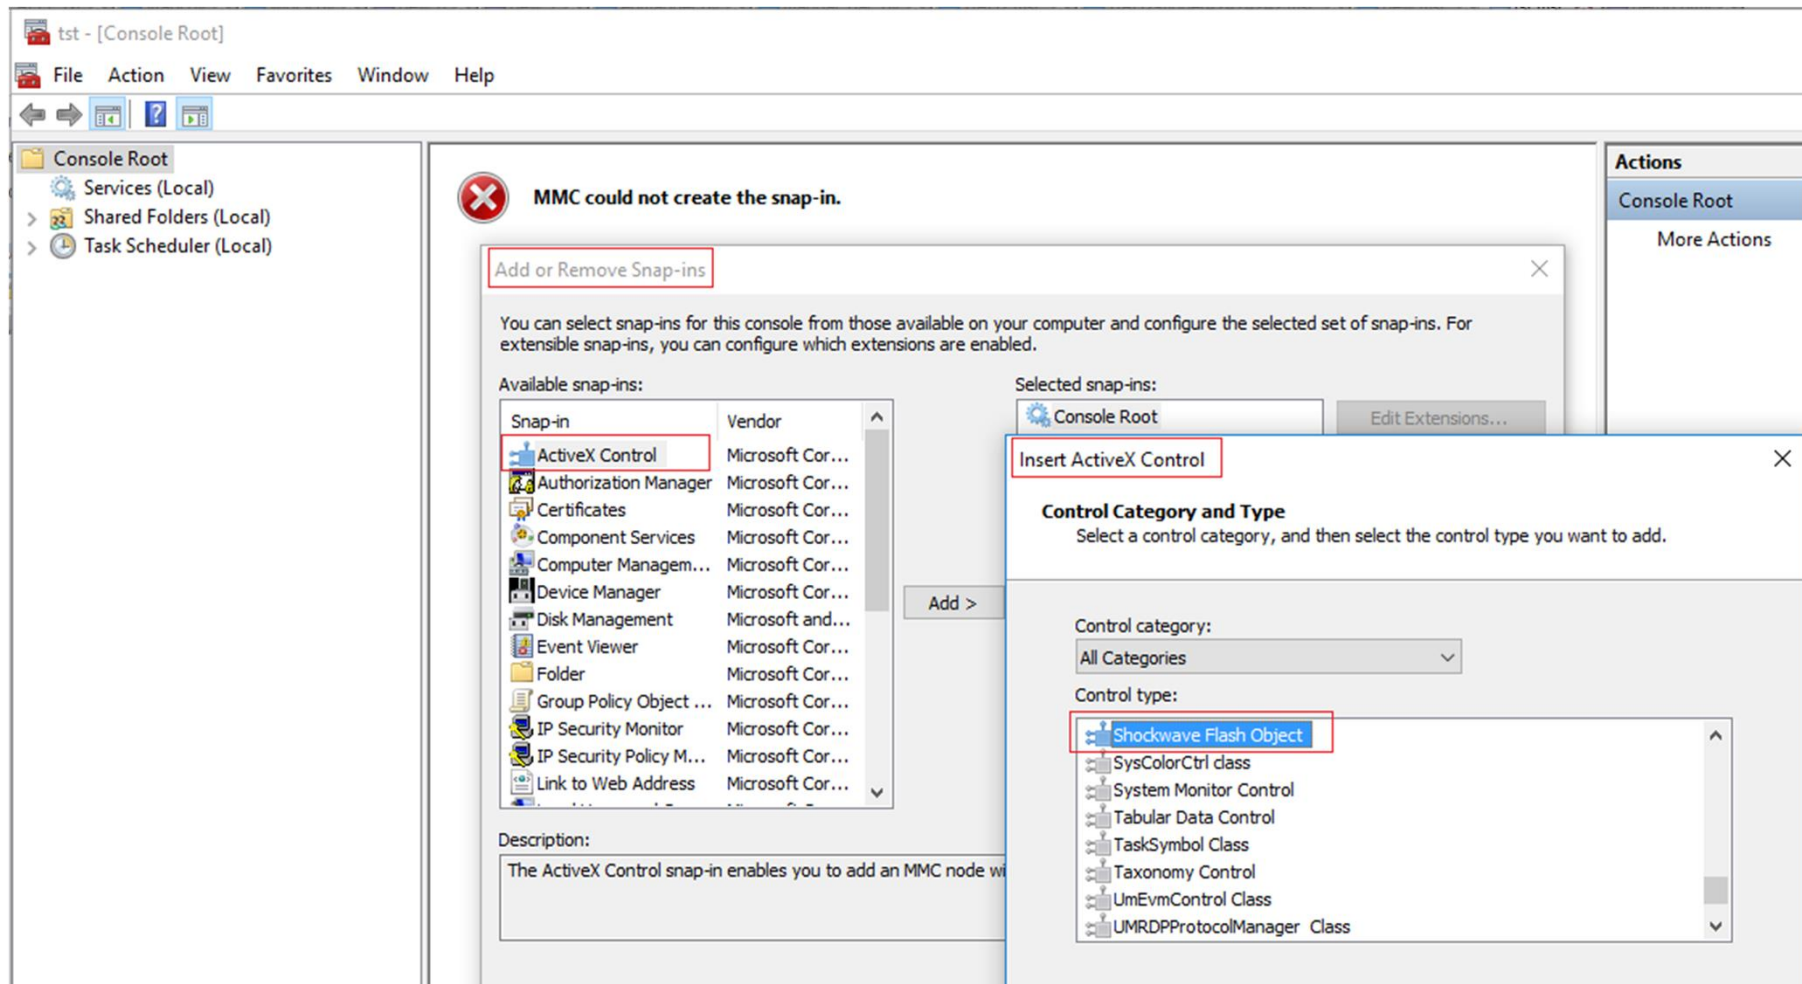 tst - [Console Root]
File Action View Favorites Window Help
Console Root
Services (Local)
Shared Folders (Local)
Task Scheduler (Local)
MMC could not create the snap-in.
Actions
Console Root
More Actions
Add or Remove Snap-ins
You can select snap-ins for this console from those available on your computer and configure the selected set of snap-ins. For
extensible snap-ins, you can configure which extensions are enabled.
Available snap-ins:
Snap-in Vendor
ActiveX Control Microsoft Cor...
Authorization Manager Microsoft Cor...
Certificates Microsoft Cor...
Component Services Microsoft Cor...
Computer Managem... Microsoft Cor...
Device Manager Microsoft Cor...
Disk Management Microsoft and...
Event Viewer Microsoft Cor...
Folder Microsoft Cor...
Group Policy Object ... Microsoft Cor...
IP Security Monitor Microsoft Cor...
IP Security Policy M... Microsoft Cor...
Link to Web Address Microsoft Cor...
Add >
Selected snap-ins:
Console Root
Edit Extensions...
Description:
The ActiveX Control snap-in enables you to add an MMC node wi
Insert ActiveX Control
Control Category and Type
Select a control category, and then select the control type you want to add.
Control category:
All Categories
Control type:
Shockwave Flash Object
SysColorCtrl class
System Monitor Control
Tabular Data Control
TaskSymbol Class
Taxonomy Control
UmEvmControl Class
UMRDPProtocolManager Class